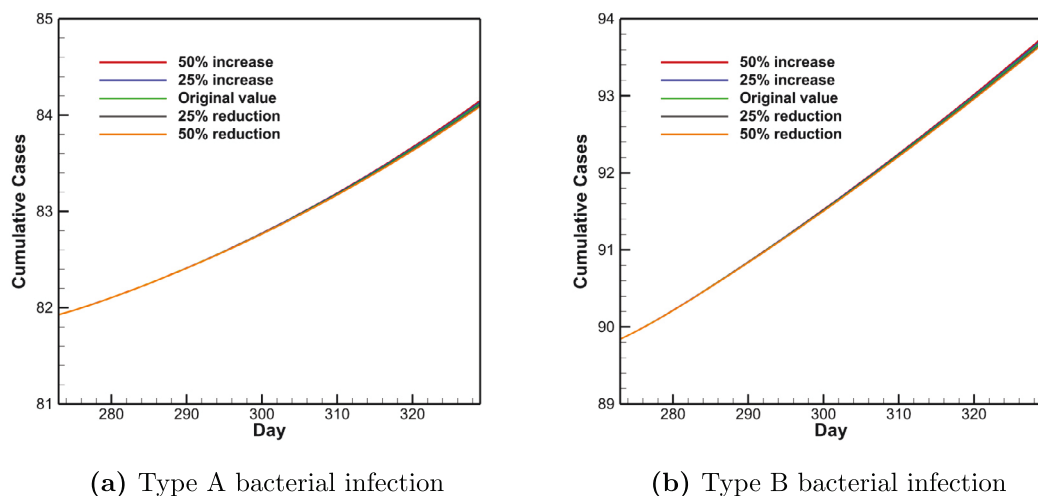 85
84
83
82
81
Cumulative Cases
50% increase
25% increase
Original value
25% reduction
50% reduction
280 290 300 310 320
Day
(a) Type A bacterial infection
94
93
92
91
90
89
Cumulative Cases
50% increase
25% increase
Original value
25% reduction
50% reduction
280 290 300 310 320
Day
(b) Type B bacterial infection